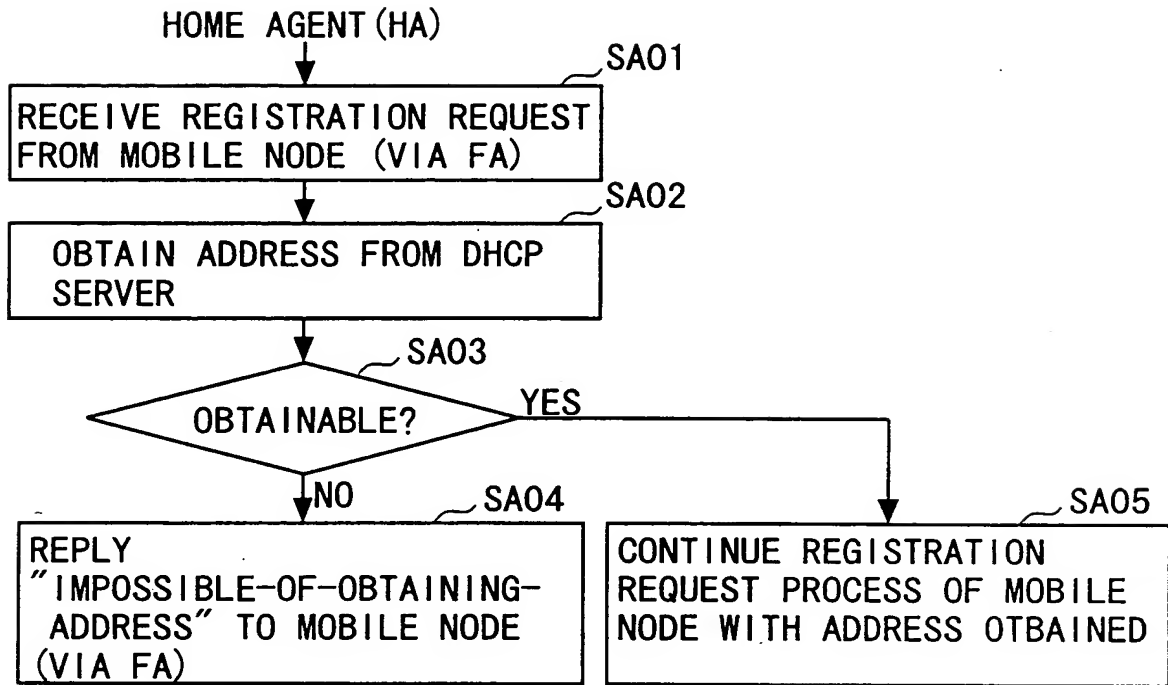 HOME AGENT(HA)
SA01
RECEIVE REGISTRATION REQUEST
FROM MOBILE NODE (VIA FA)
SA02
OBTAIN ADDRESS FROM DHCP
SERVER
SA03
OBTAINABLE?
YES
NO
SA04
REPLY
"IMPOSSIBLE-OF-OBTAINING-
ADDRESS" TO MOBILE NODE
(VIA FA)
SA05
CONTINUE REGISTRATION
REQUEST PROCESS OF MOBILE
NODE WITH ADDRESS OTBAINED